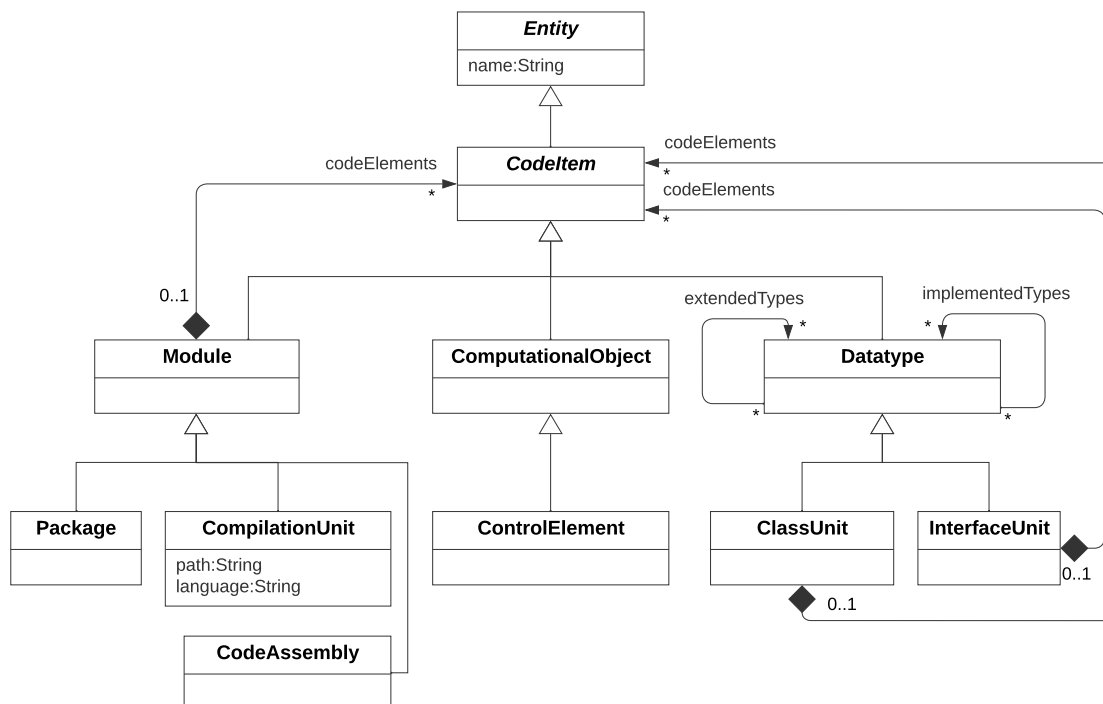 Entity
name:String
codeElements
codeElements
CodeItem
*
*
codeElements
*
0..1
extendedTypes
implementedTypes
*
*
Module
ComputationalObject
Datatype
*
*
Package
CompilationUnit
ControlElement
ClassUnit
InterfaceUnit
path:String
language:String
0..1
0..1
CodeAssembly